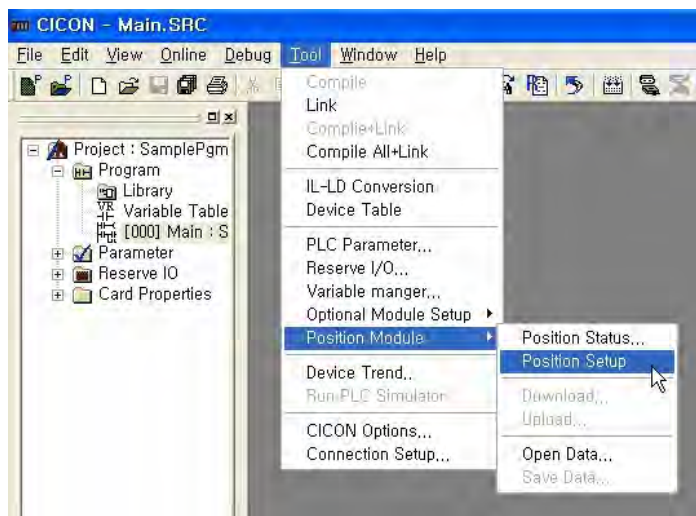 CICON - Main.SRC
File Edit View Online Debug Tool Window Help
Project : SamplePgm
Program
Library
Variable Table
[000] Main : S
Parameter
Reserve IO
Card Properties
Compile
Link
Complie+Link
Compile All+Link
IL-LD Conversion
Device Table
PLC Parameter...
Reserve I/O...
Variable manger...
Optional Module Setup
Position Module
Device Trend..
Run PLC Simulator
CICON Options...
Connection Setup...
Position Status...
Position Setup
Download...
Upload...
Open Data...
Save Data...